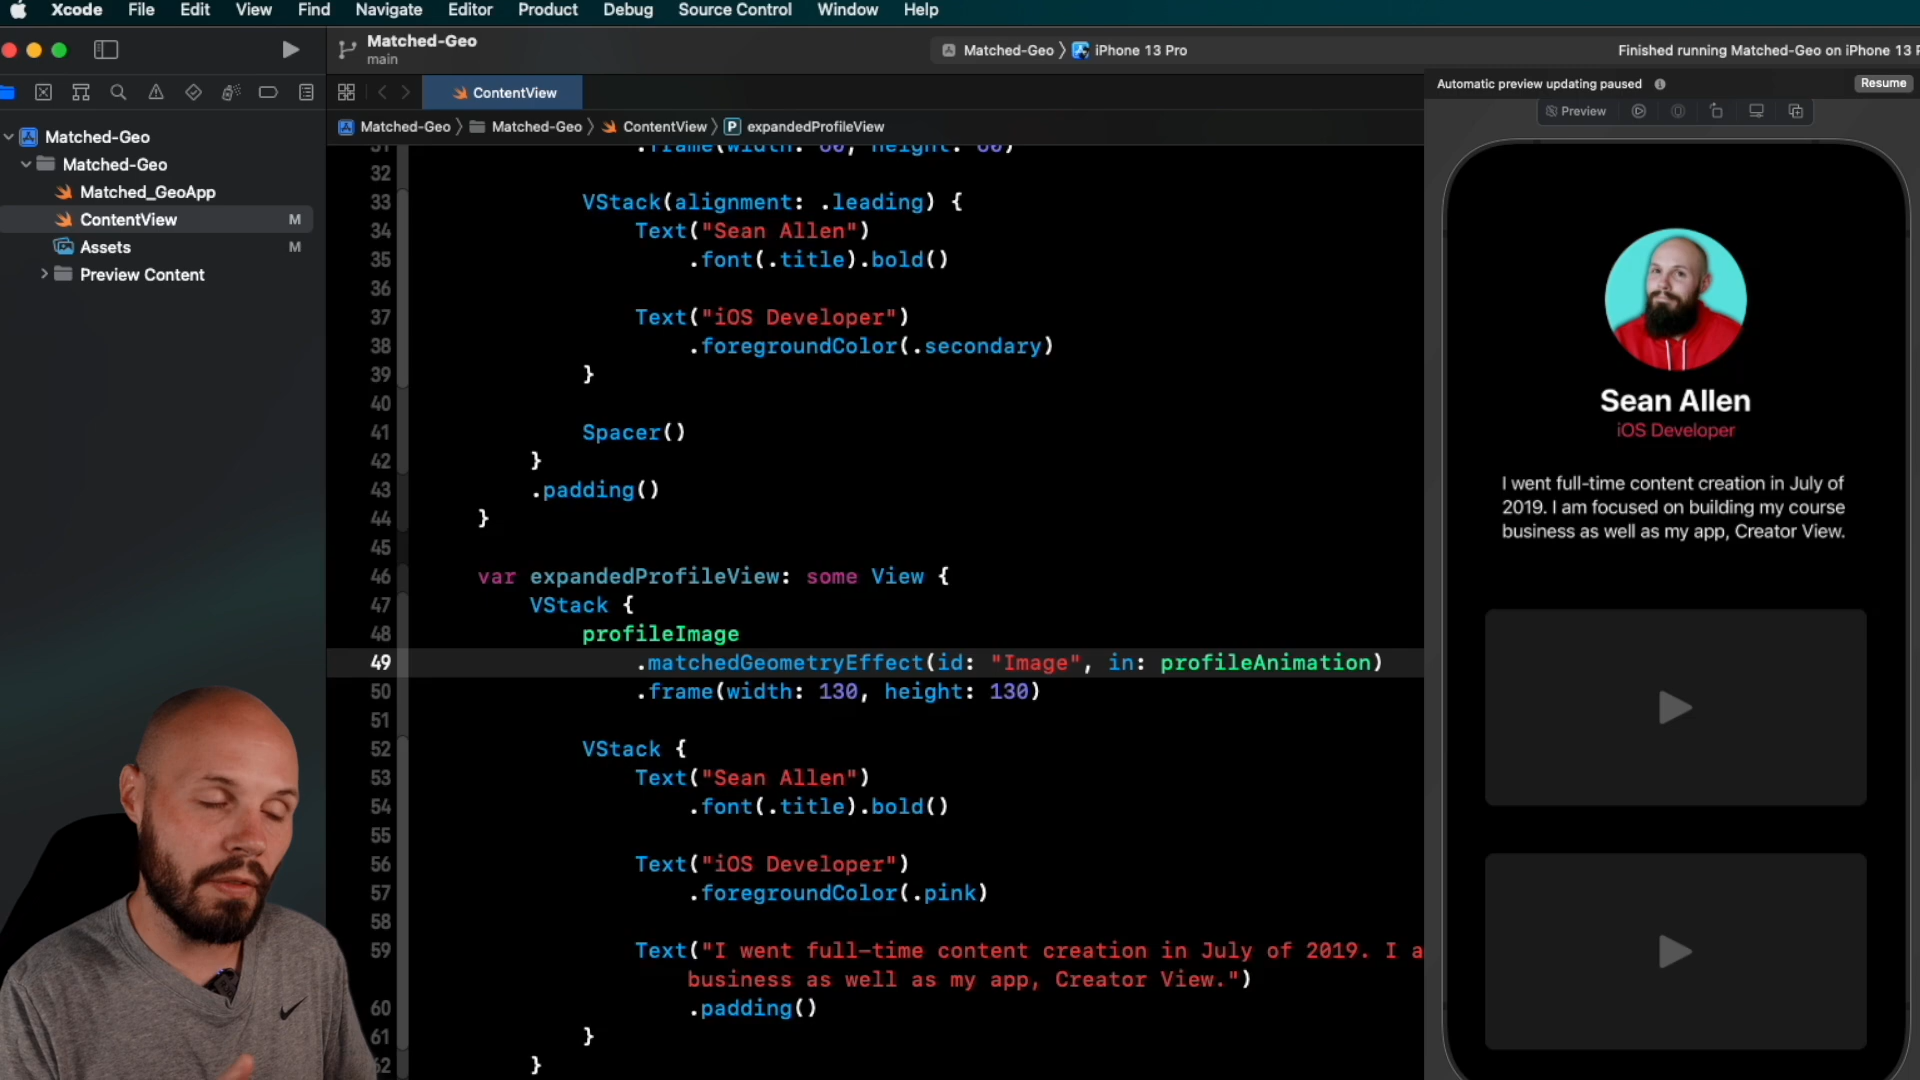 Xcode File Edit View Find Navigate Editor Product Debug Source Control Window Help
Matched-Geo
main
Matched-Geo 〉 iPhone 13 Pro
Finished running Matched-Geo on iPhone 13
ContentView
Automatic preview updating paused
Resume
Matched-Geo 〉 Matched-Geo 〉 ContentView 〉 P expandedProfileView
Preview
Matched-Geo
Matched-Geo
Matched_GeoApp
ContentView M
Assets M
Preview Content
.frame(width: 60, height: 60)
32
33 VStack(alignment: .leading) {
34 Text("Sean Allen")
35 .font(.title).bold()
36
37 Text("iOS Developer")
38 .foregroundColor(.secondary)
39 }
40
41 Spacer()
42 }
43 .padding()
44 }
45
46 var expandedProfileView: some View {
47 VStack {
48 profileImage
49 .matchedGeometryEffect(id: "Image", in: profileAnimation)
50 .frame(width: 130, height: 130)
51
52 VStack {
53 Text("Sean Allen")
54 .font(.title).bold()
55
56 Text("iOS Developer")
57 .foregroundColor(.pink)
58
59 Text("I went full-time content creation in July of 2019. I a
business as well as my app, Creator View.")
60 .padding()
61 }
62 }
Sean Allen
iOS Developer
I went full-time content creation in July of
2019. I am focused on building my course
business as well as my app, Creator View.